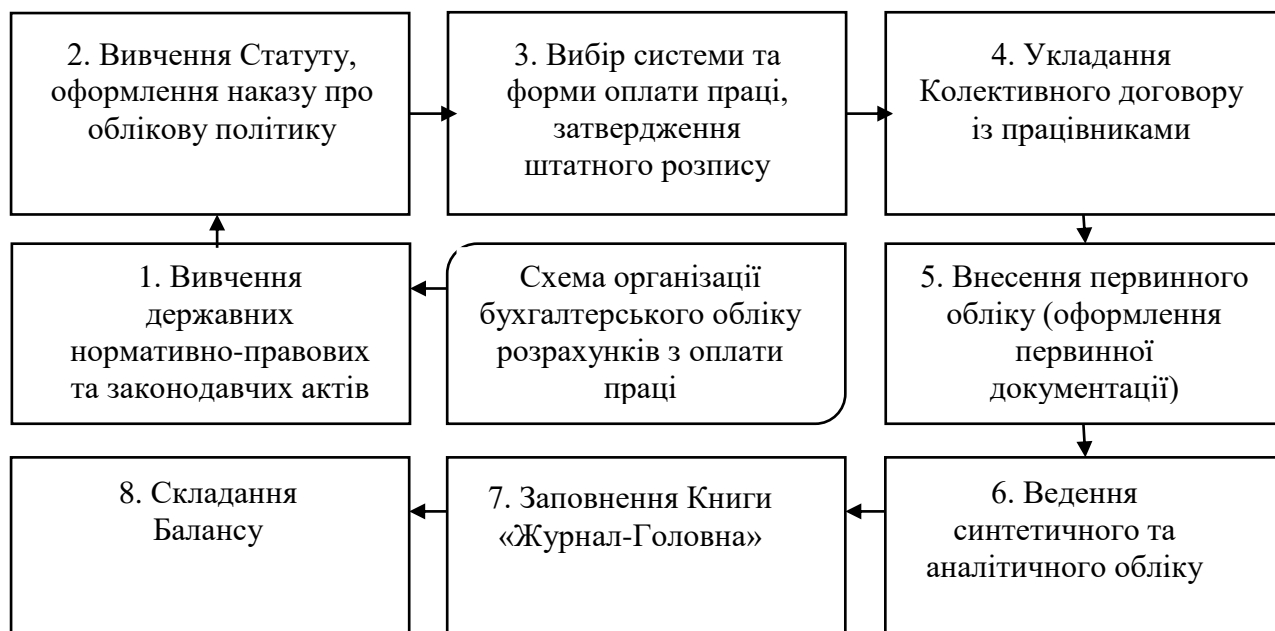 2. Вивчення Статуту,
оформлення наказу про
облікову політику
3. Вибір системи та
форми оплати праці,
затвердження
штатного розпису
4. Укладання
Колективного договору
із працівниками
1. Вивчення
державних
нормативно-правових
та законодавчих актів
Схема організації
бухгалтерського обліку
розрахунків з оплати
праці
5. Внесення первинного
обліку (оформлення
первинної
документації)
8. Складання
Балансу
7. Заповнення Книги
«Журнал-Головна»
6. Ведення
синтетичного та
аналітичного обліку